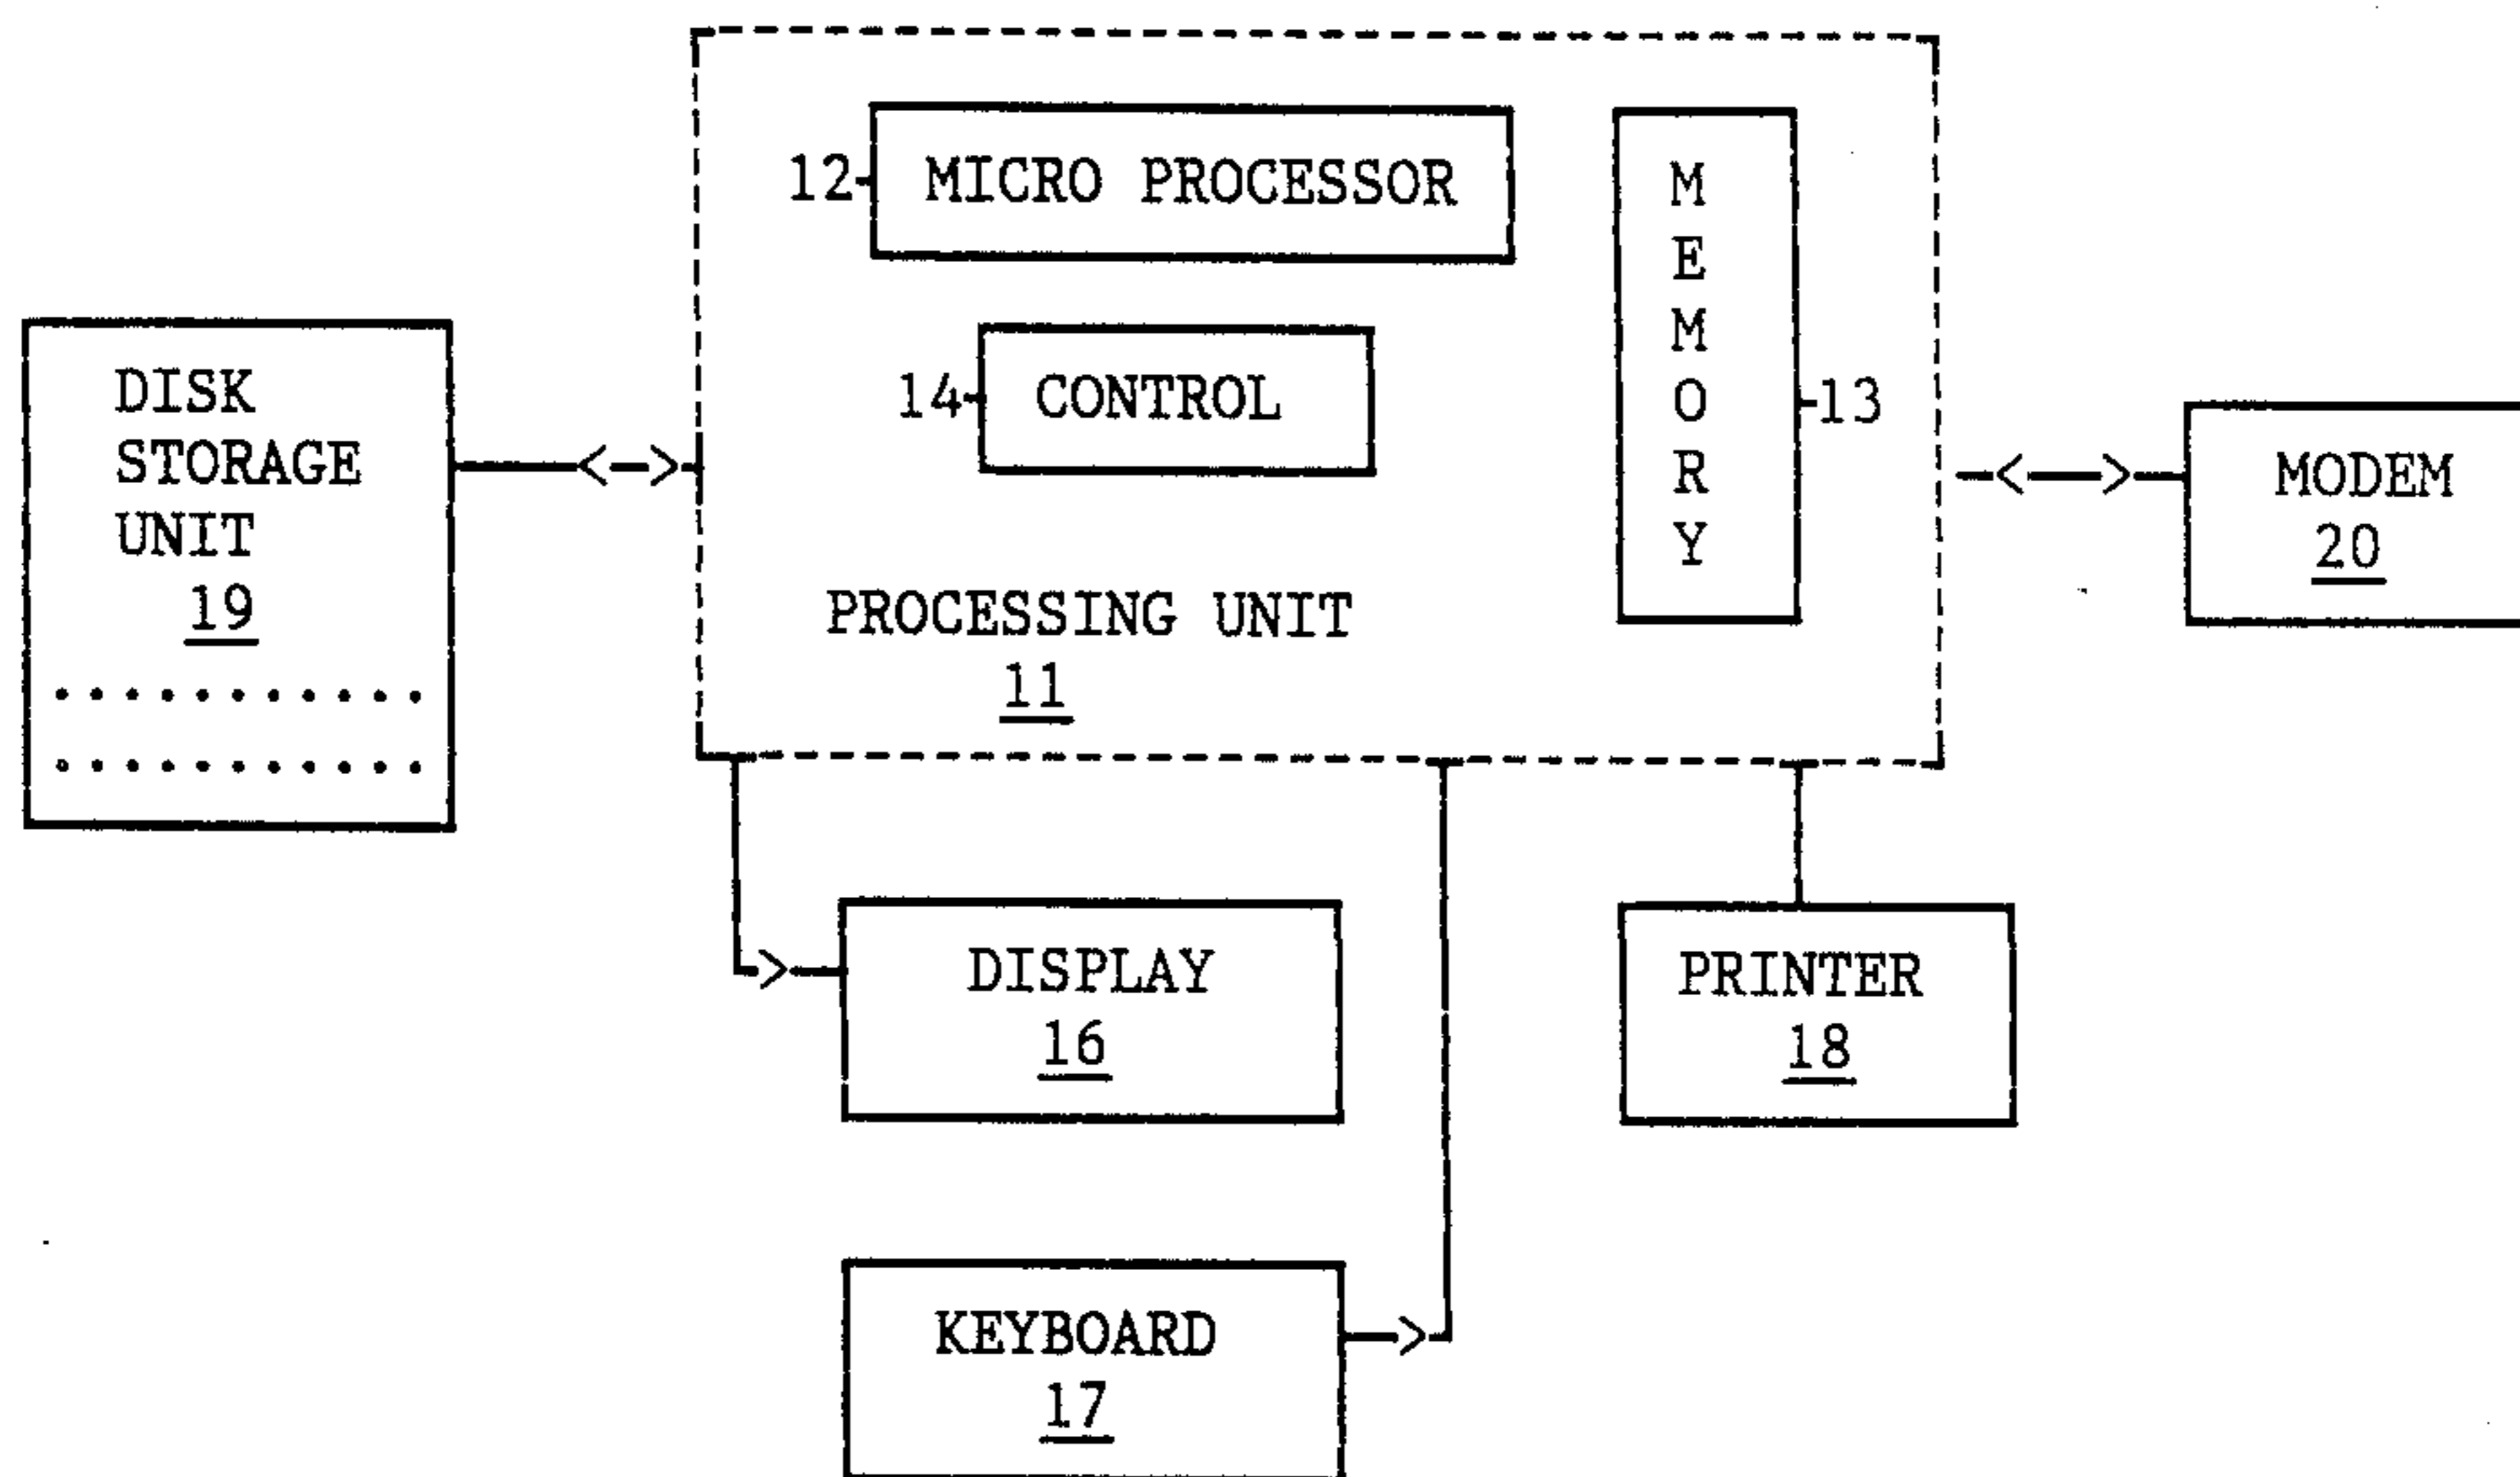 12
MICRO PROCESSOR
MEMORY
13
14
CONTROL
PROCESSING UNIT
11
DISK
STORAGE
UNIT
19
MODEM
20
DISPLAY
16
PRINTER
18
KEYBOARD
17